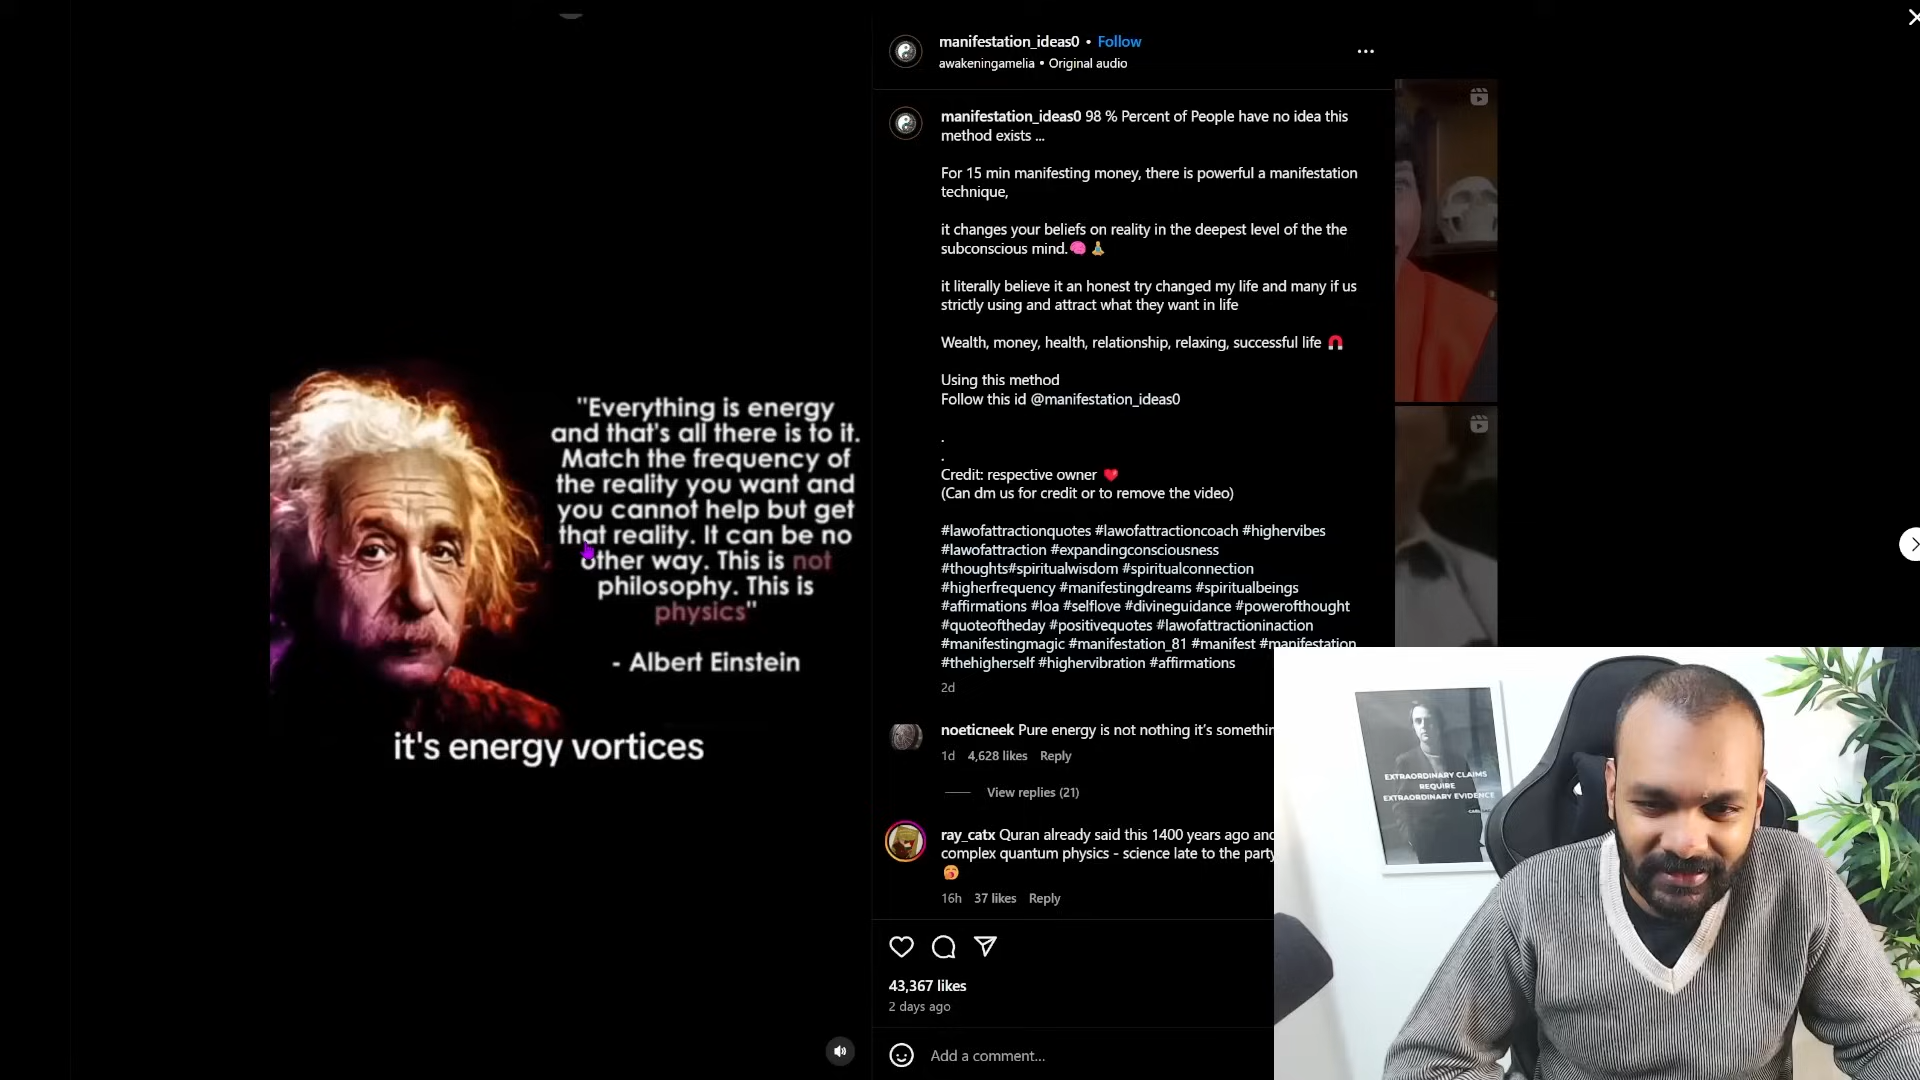 "Everything is energy
and that's all there is to it.
Match the frequency of
the reality you want and
you cannot help but get
that reality. It can be no
other way. This is not
philosophy. This is
physics"
- Albert Einstein
it's energy vortices
manifestation_ideas0 • Follow
awakeningamelia • Original audio
manifestation_ideas0 98 % Percent of People have no idea this
method exists ...
For 15 min manifesting money, there is powerful a manifestation
technique,
it changes your beliefs on reality in the deepest level of the the
subconscious mind.🧠🧘
it literally believe it an honest try changed my life and many if us
strictly using and attract what they want in life
Wealth, money, health, relationship, relaxing, successful life 🧲
Using this method
Follow this id @manifestation_ideas0
.
.
Credit: respective owner ❤️
(Can dm us for credit or to remove the video)
#lawofattractionquotes #lawofattractioncoach #highervibes
#lawofattraction #expandingconsciousness
#thoughts#spiritualwisdom #spiritualconnection
#higherfrequency #manifestingdreams #spiritualbeings
#affirmations #loa #selflove #divineguidance #powerofthought
#quoteoftheday #positivequotes #lawofattractioninaction
#manifestingmagic #manifestation_81 #manifest #manifestation
#thehigherself #highervibration #affirmations
2d
noeticneek Pure energy is not nothing it's somethin
1d 4,628 likes Reply
View replies (21)
ray_catx Quran already said this 1400 years ago and
complex quantum physics - science late to the party
16h 37 likes Reply
43,367 likes
2 days ago
Add a comment...
EXTRAORDINARY CLAIMS
REQUIRE
EXTRAORDINARY EVIDENCE